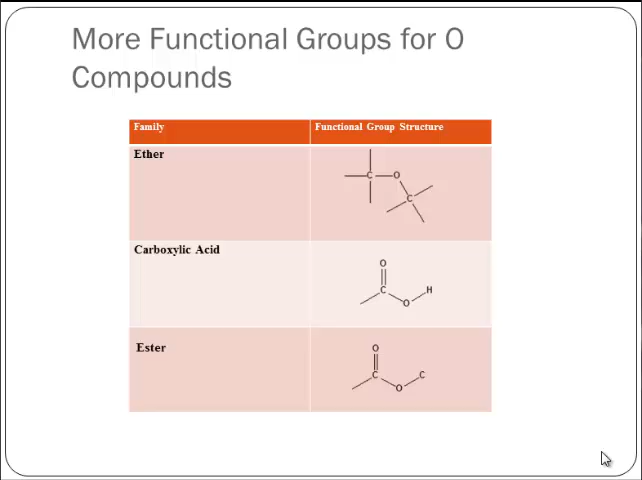 More Functional Groups for O
Compounds
Family Functional Group Structure
Ether
C O
C
Carboxylic Acid
O
C H
O
Ester
O
C C
O